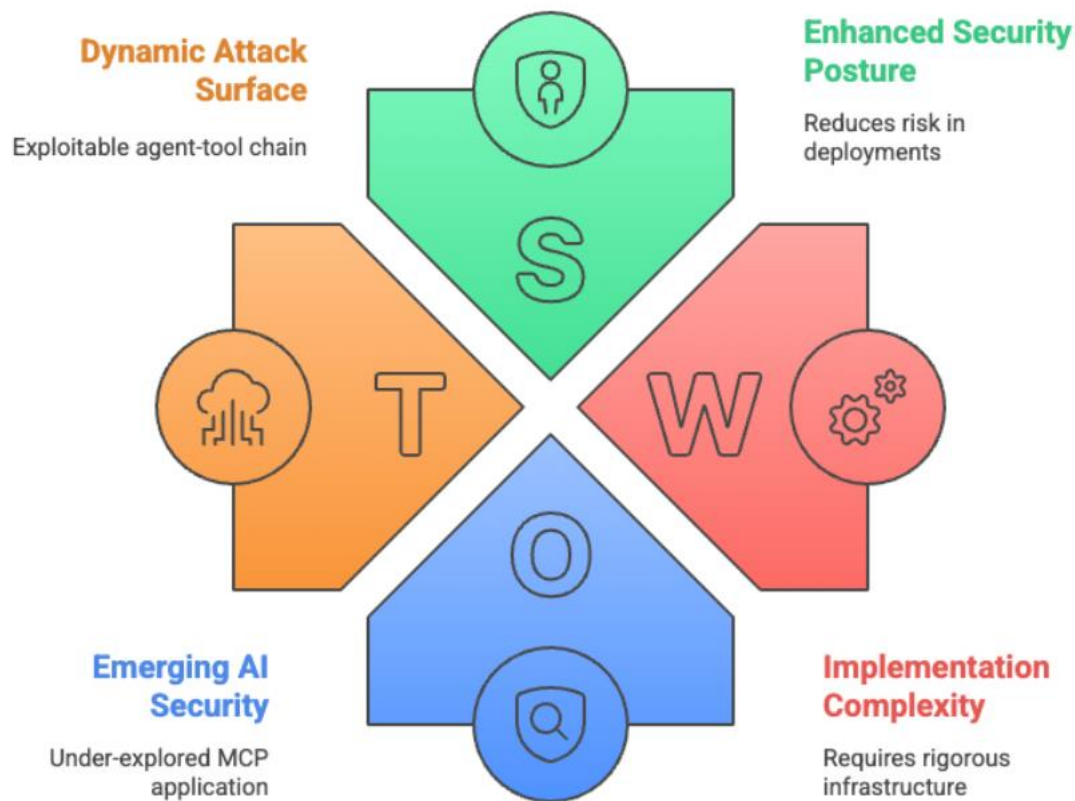 Dynamic Attack
Surface
Exploitable agent-tool chain
Enhanced Security
Posture
Reduces risk in
deployments
S
T
W
O
Emerging AI
Security
Under-explored MCP
application
Implementation
Complexity
Requires rigorous
infrastructure